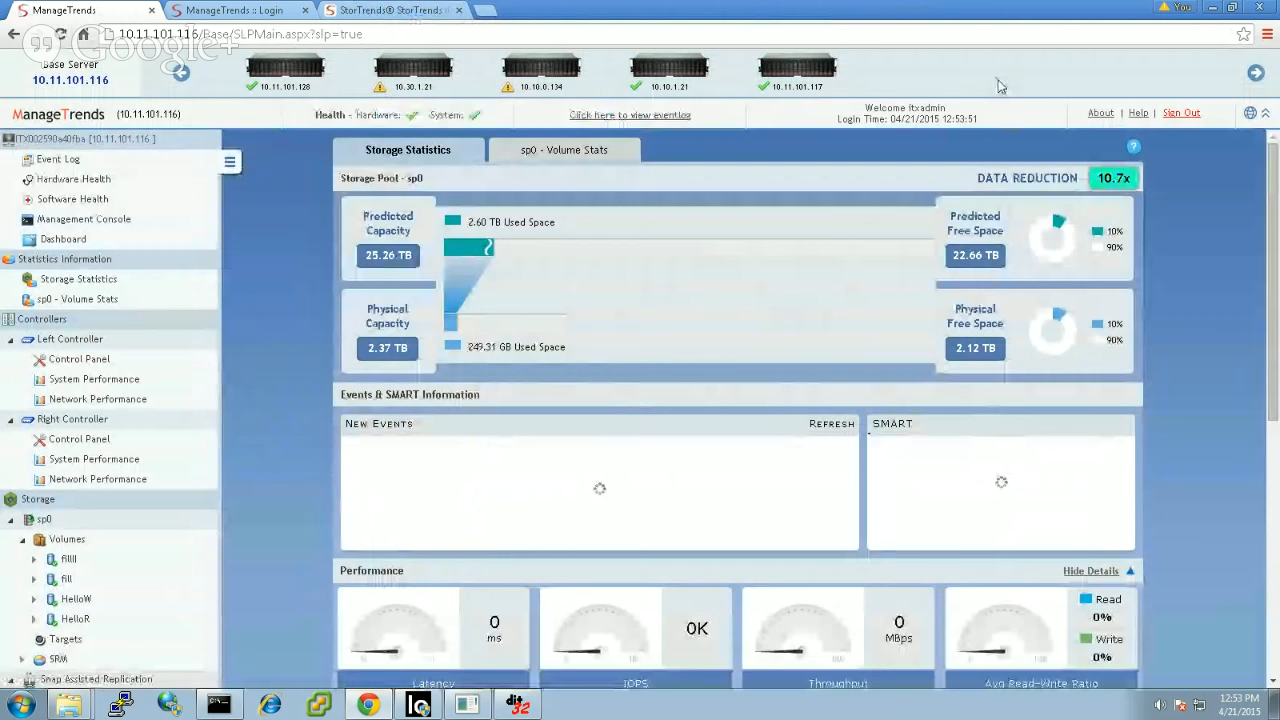 ManageTrends
ManageTrends :: Login
StorTrends® StorTrends
You
10.11.101.116/Base/SLPMain.aspx?slp=true
Google+
Base Server
10.11.101.116
10.11.101.128
10.30.1.21
10.10.0.134
10.10.1.21
10.11.101.117
ManageTrends (10.11.101.116)
Health - Hardware: System:
Click here to view eventlog
Welcome itxadmin
Login Time: 04/21/2015 12:53:51
About | Help | Sign Out
ITX002590a40fba [10.11.101.116 ]
Event Log
Hardware Health
Software Health
Management Console
Dashboard
Statistics Information
Storage Statistics
sp0 - Volume Stats
Controllers
Left Controller
Control Panel
System Performance
Network Performance
Right Controller
Control Panel
System Performance
Network Performance
Storage
sp0
Volumes
fillll
fill
HelloW
HelloR
Targets
SRM
Snap Assisted Replication
Storage Statistics
sp0 - Volume Stats
?
Storage Pool - sp0
DATA REDUCTION 10.7x
Predicted Capacity
25.26 TB
2.60 TB Used Space
Predicted Free Space
22.66 TB
10%
90%
Physical Capacity
2.37 TB
249.31 GB Used Space
Physical Free Space
2.12 TB
10%
90%
Events & SMART Information
NEW EVENTS
REFRESH
SMART
Performance
Hide Details
0 ms
0K
0 MBps
Read
0%
Write
0%
Latency
IOPS
Throughput
Avg Read-Write Ratio
12:53 PM
4/21/2015